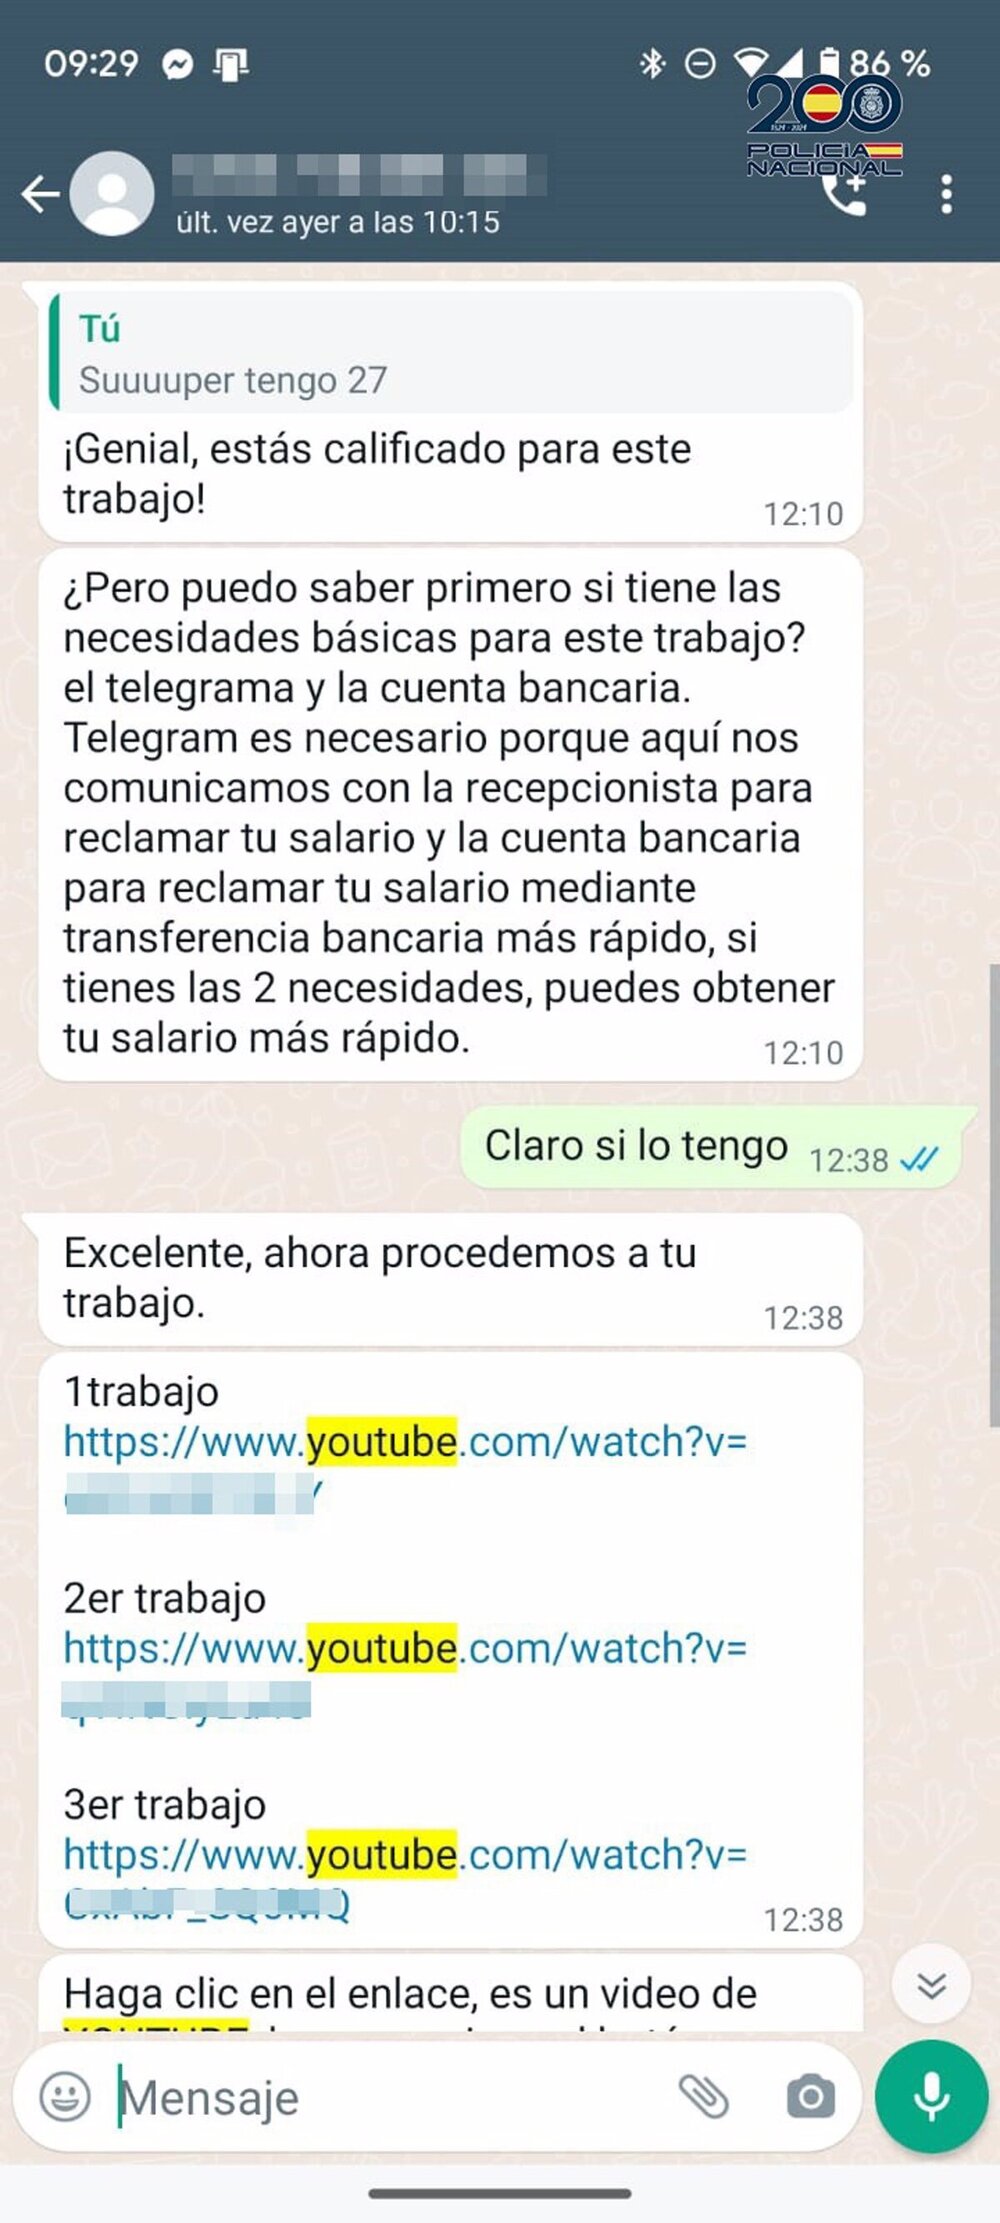 09:29
86 %
200
1824 - 2024
POLICIA
NACIONAL
últ. vez ayer a las 10:15
Tú
Suuuuper tengo 27
¡Genial, estás calificado para este
trabajo!
12:10
¿Pero puedo saber primero si tiene las
necesidades básicas para este trabajo?
el telegrama y la cuenta bancaria.
Telegram es necesario porque aquí nos
comunicamos con la recepcionista para
reclamar tu salario y la cuenta bancaria
para reclamar tu salario mediante
transferencia bancaria más rápido, si
tienes las 2 necesidades, puedes obtener
tu salario más rápido.
12:10
Claro si lo tengo 12:38
Excelente, ahora procedemos a tu
trabajo.
12:38
1trabajo
https://www.youtube.com/watch?v=
2er trabajo
https://www.youtube.com/watch?v=
3er trabajo
https://www.youtube.com/watch?v=
12:38
Haga clic en el enlace, es un video de
Mensaje